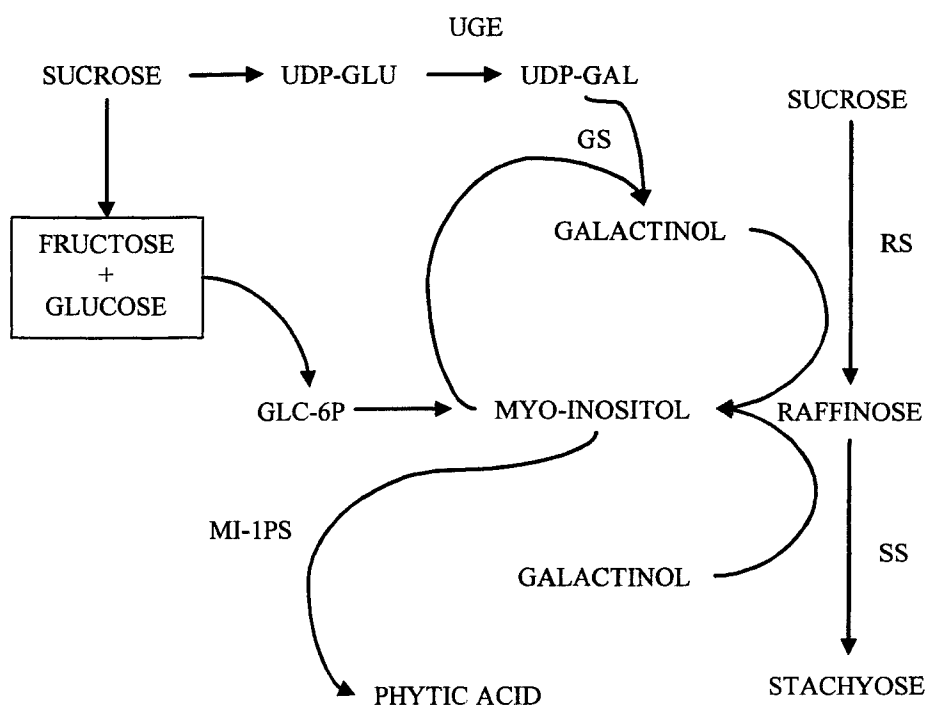 UGE
SUCROSE
UDP-GLU
UDP-GAL
SUCROSE
GS
FRUCTOSE
+
GLUCOSE
GALACTINOL
RS
GLC-6P
MYO-INOSITOL
RAFFINOSE
MI-1PS
GALACTINOL
SS
PHYTIC ACID
STACHYOSE